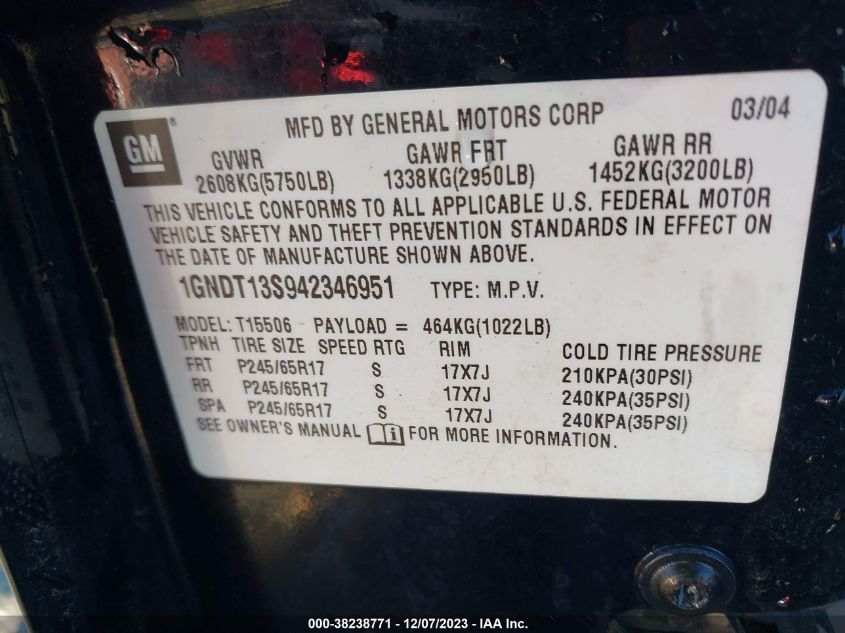 MFD BY GENERAL MOTORS CORP 03/04
GM ®
GVWR GAWR FRT GAWR RR
2608KG(5750LB) 1338KG(2950LB) 1452KG(3200LB)
THIS VEHICLE CONFORMS TO ALL APPLICABLE U.S. FEDERAL MOTOR
VEHICLE SAFETY AND THEFT PREVENTION STANDARDS IN EFFECT ON
THE DATE OF MANUFACTURE SHOWN ABOVE.
1GNDT13S942346951 TYPE: M.P.V.
MODEL: T15506 PAYLOAD = 464KG(1022LB)
TPNH TIRE SIZE SPEED RTG RIM COLD TIRE PRESSURE
FRT P245/65R17 S 17X7J 210KPA(30PSI)
RR P245/65R17 S 17X7J 240KPA(35PSI)
SPA P245/65R17 S 17X7J 240KPA(35PSI)
SEE OWNER'S MANUAL i FOR MORE INFORMATION.
000-38238771 - 12/07/2023 - IAA Inc.